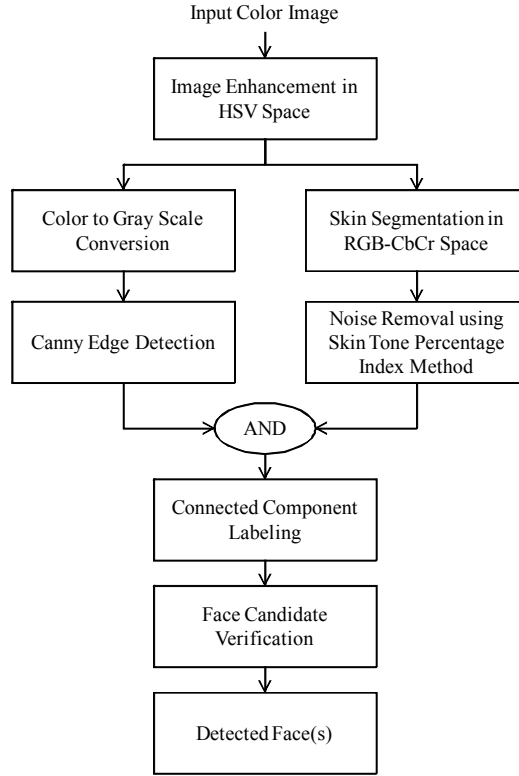 Input Color Image
Image Enhancement in
HSV Space
Color to Gray Scale
Conversion
Skin Segmentation in
RGB-CbCr Space
Canny Edge Detection
Noise Removal using
Skin Tone Percentage
Index Method
AND
Connected Component
Labeling
Face Candidate
Verification
Detected Face(s)